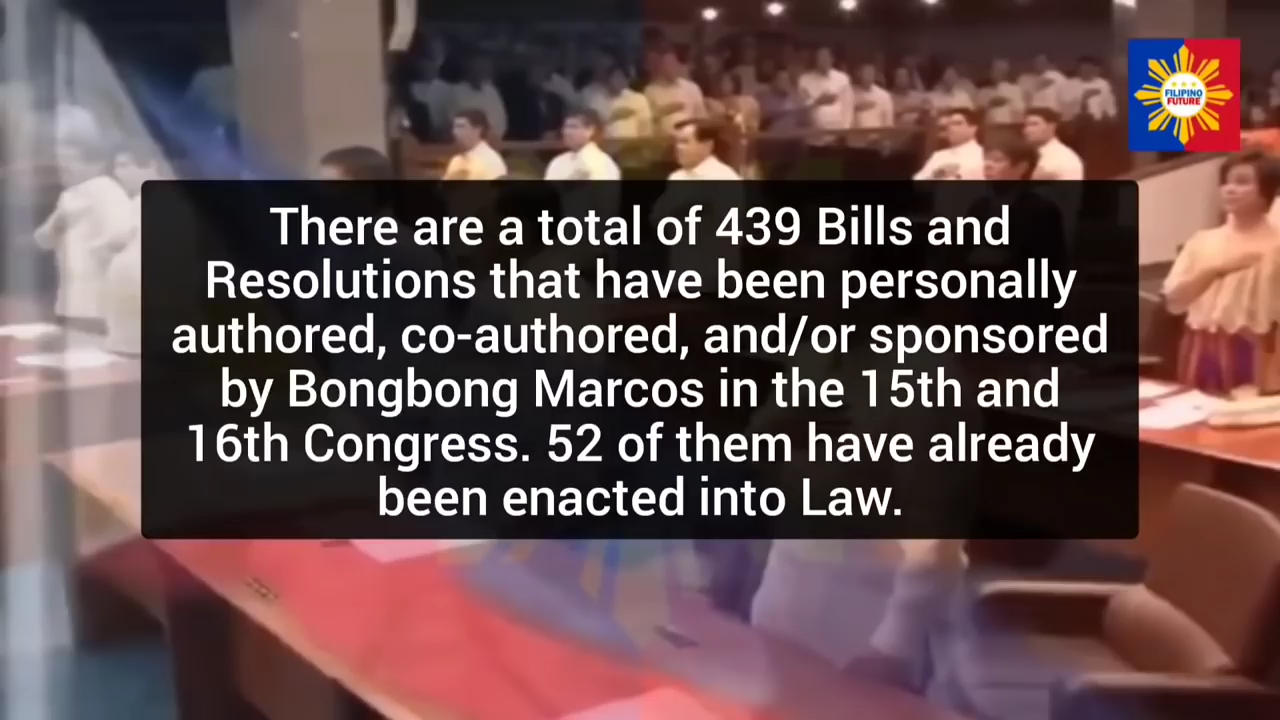 FILIPINO
FUTURE
There are a total of 439 Bills and
Resolutions that have been personally
authored, co-authored, and/or sponsored
by Bongbong Marcos in the 15th and
16th Congress. 52 of them have already
been enacted into Law.